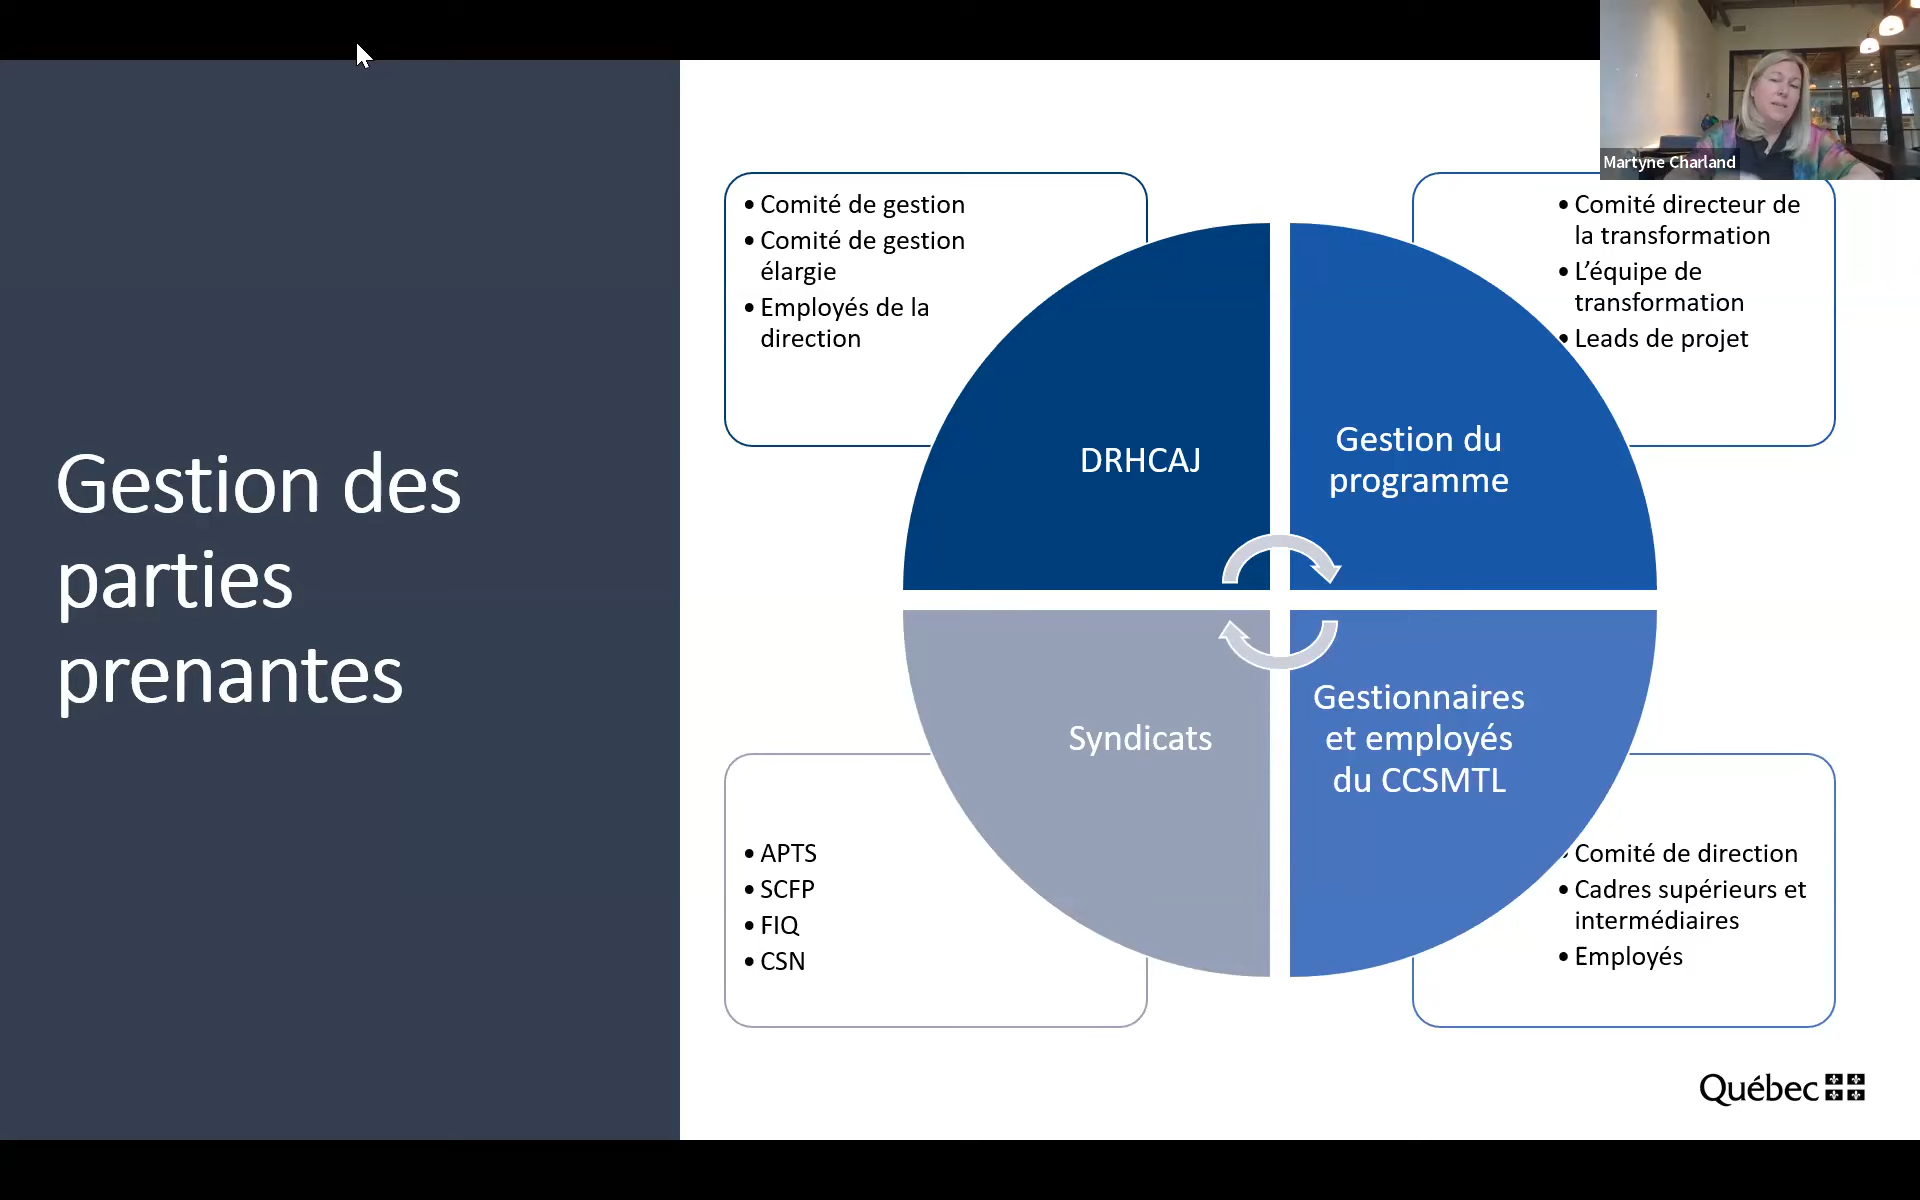 Martyne Charland
Gestion des
parties
prenantes
• Comité de gestion
• Comité de gestion
élargie
• Employés de la
direction
DRHCAJ
• Comité directeur de
la transformation
• L’équipe de
transformation
• Leads de projet
Gestion du
programme
Syndicats
• APTS
• SCFP
• FIQ
• CSN
Gestionnaires
et employés
du CCSMTL
• Comité de direction
• Cadres supérieurs et
intermédiaires
• Employés
Québec